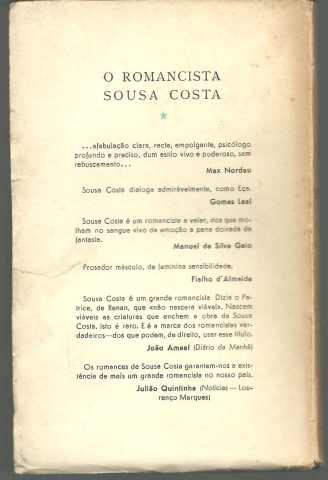 O ROMANCISTA
SOUSA COSTA
...efabulação clara, recta, empolgante, psicólogo
profundo e preciso, dum estilo vivo e poderoso, sem
rebuscamento...
Max Nordau
Sousa Costa dialoga admiràvelmente, como Eça.
Gomes Leal
Sousa Costa é um romancista a valer, dos que mo-
lham no sangue vivo da emoção a pena doirada da
fantasia.
Manuel da Silva Gaio
Prosador másculo, de feminina sensibilidade.
Fialho d'Almeida
Sousa Costa é um grande romancista Dizia o Pa-
trice, de Renan, que «não nascera viável». Nascem
viáveis as criaturas que enchem a obra de Sousa
Costa. Isto é raro. E é a marca dos romancistas ver-
dadeiros—dos que podem, de direito, usar esse título.
João Ameal (Diário da Manhã)
Os romances de Sousa Costa garantem-nos a exis-
tência de mais um grande romancista no nosso país.
Julião Quintinha (Notícias — Lou-
renço Marques)